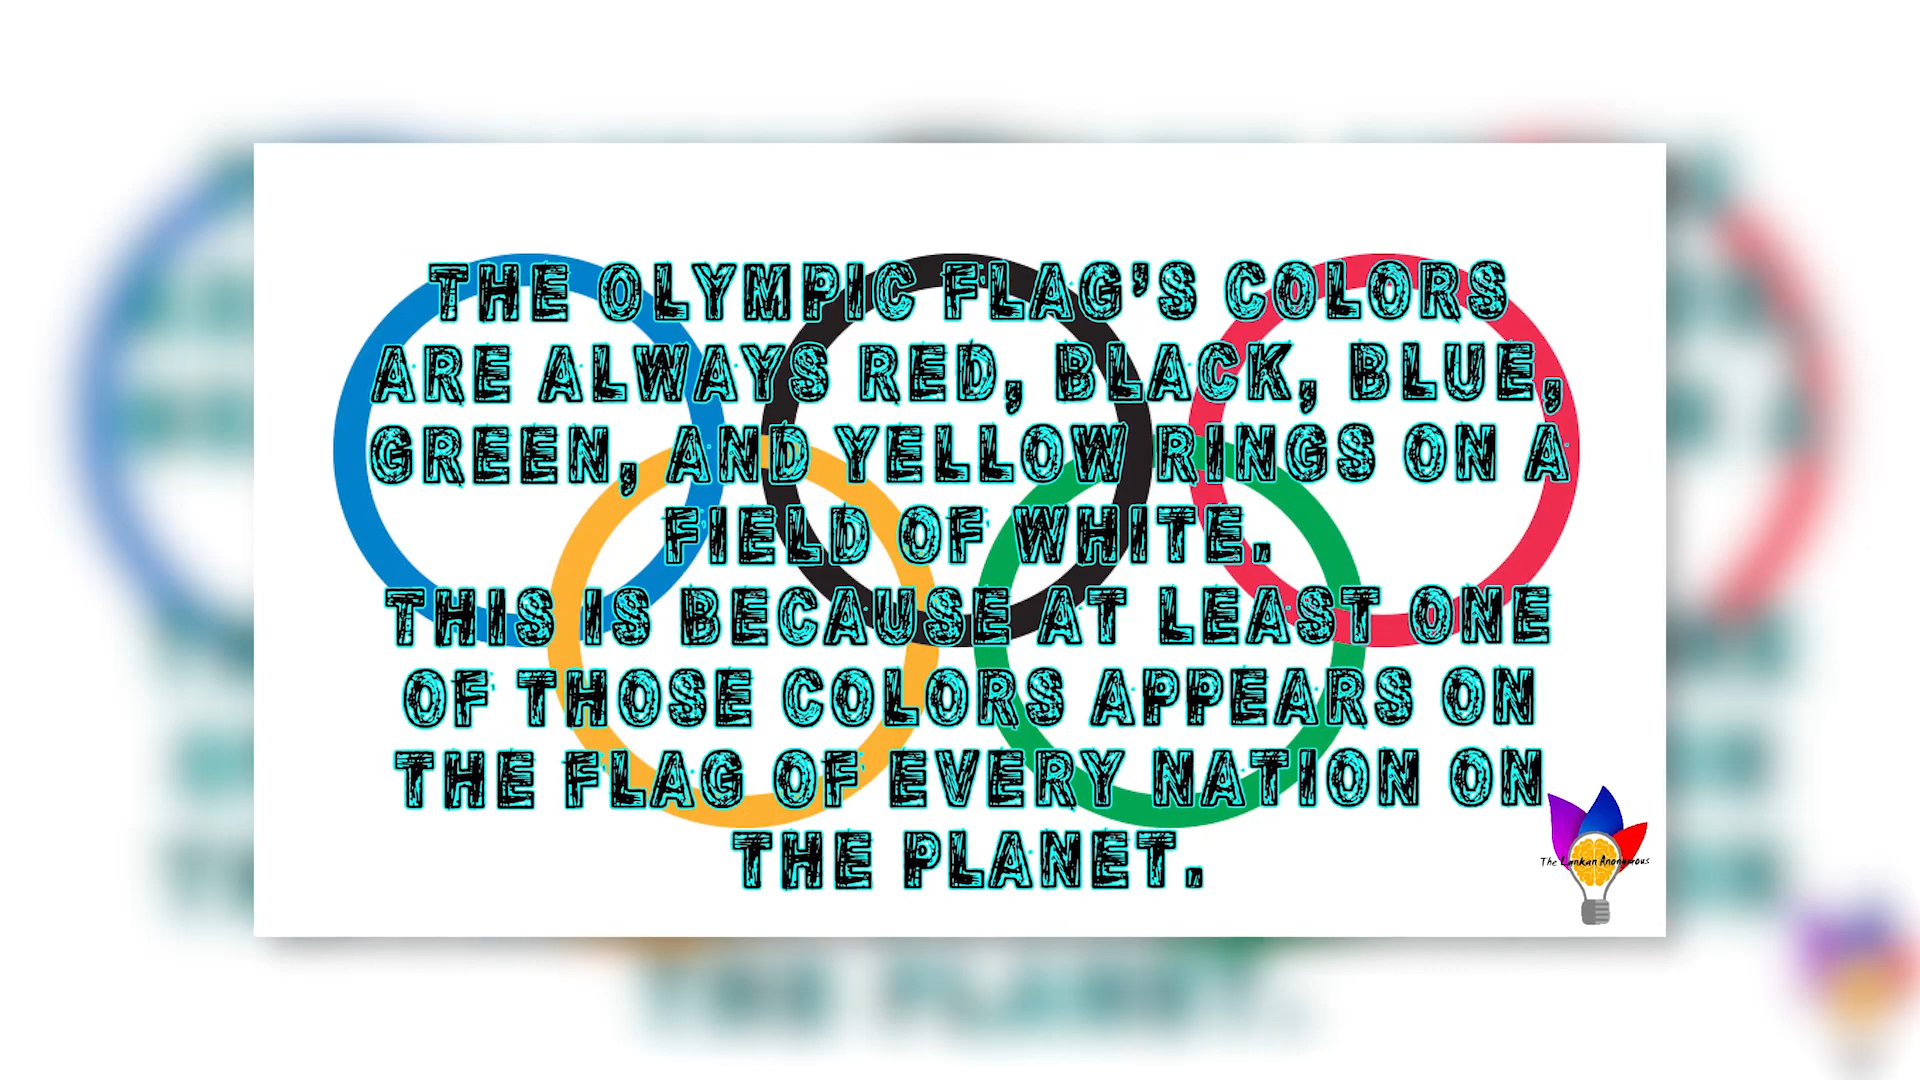 THE OLYMPIC FLAG'S COLORS
ARE ALWAYS RED, BLACK, BLUE,
GREEN, AND YELLOW RINGS ON A
FIELD OF WHITE.
THIS IS BECAUSE AT LEAST ONE
OF THOSE COLORS APPEARS ON
THE FLAG OF EVERY NATION ON
THE PLANET.
The Lankan Anonymous